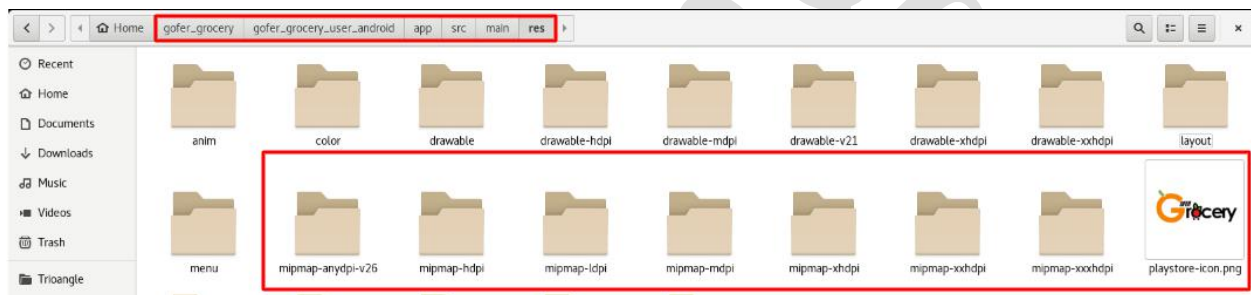 Home gofer_grocery gofer_grocery_user_android app src main res
Recent
Home
Documents
Downloads
Music
Videos
Trash
Trioangle
anim color drawable drawable-hdpi drawable-mdpi drawable-v21 drawable-xhdpi drawable-xxhdpi layout
Grocery
menu mipmap-anydpi-v26 mipmap-hdpi mipmap-ldpi mipmap-mdpi mipmap-xhdpi mipmap-xxhdpi mipmap-xxxhdpi playstore-icon.png